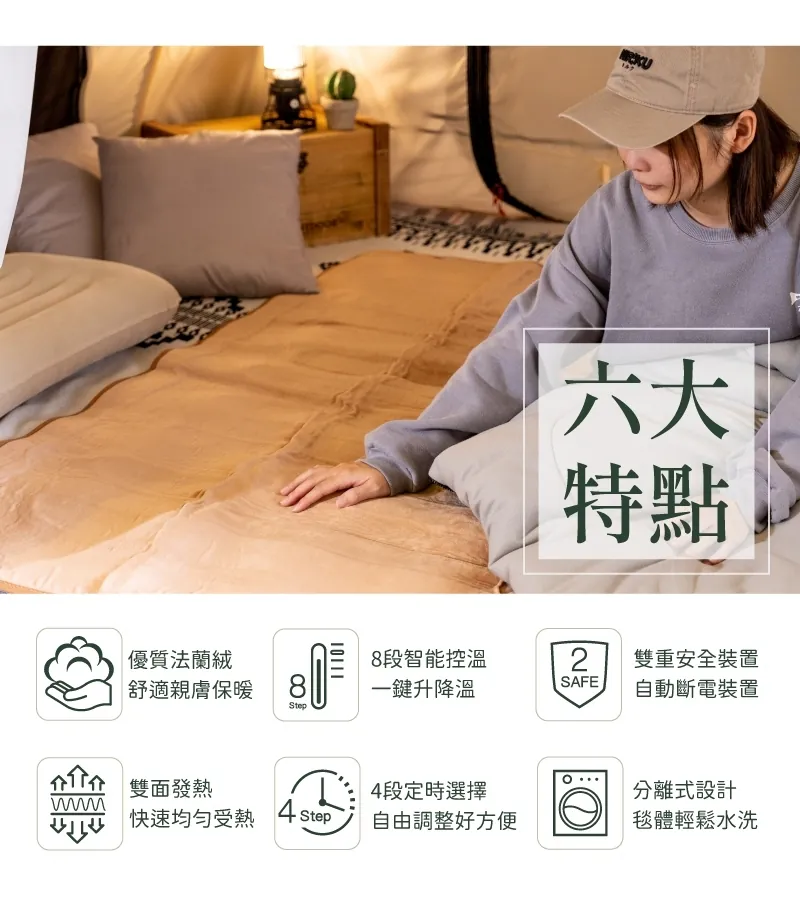 六大
特點
優質法蘭絨
舒適親膚保暖
8
Step
8段智能控溫
一鍵升降溫
2
SAFE
雙重安全裝置
自動斷電裝置
雙面發熱
快速均勻受熱
4 Step
4段定時選擇
自由調整好方便
分離式設計
毯體輕鬆水洗